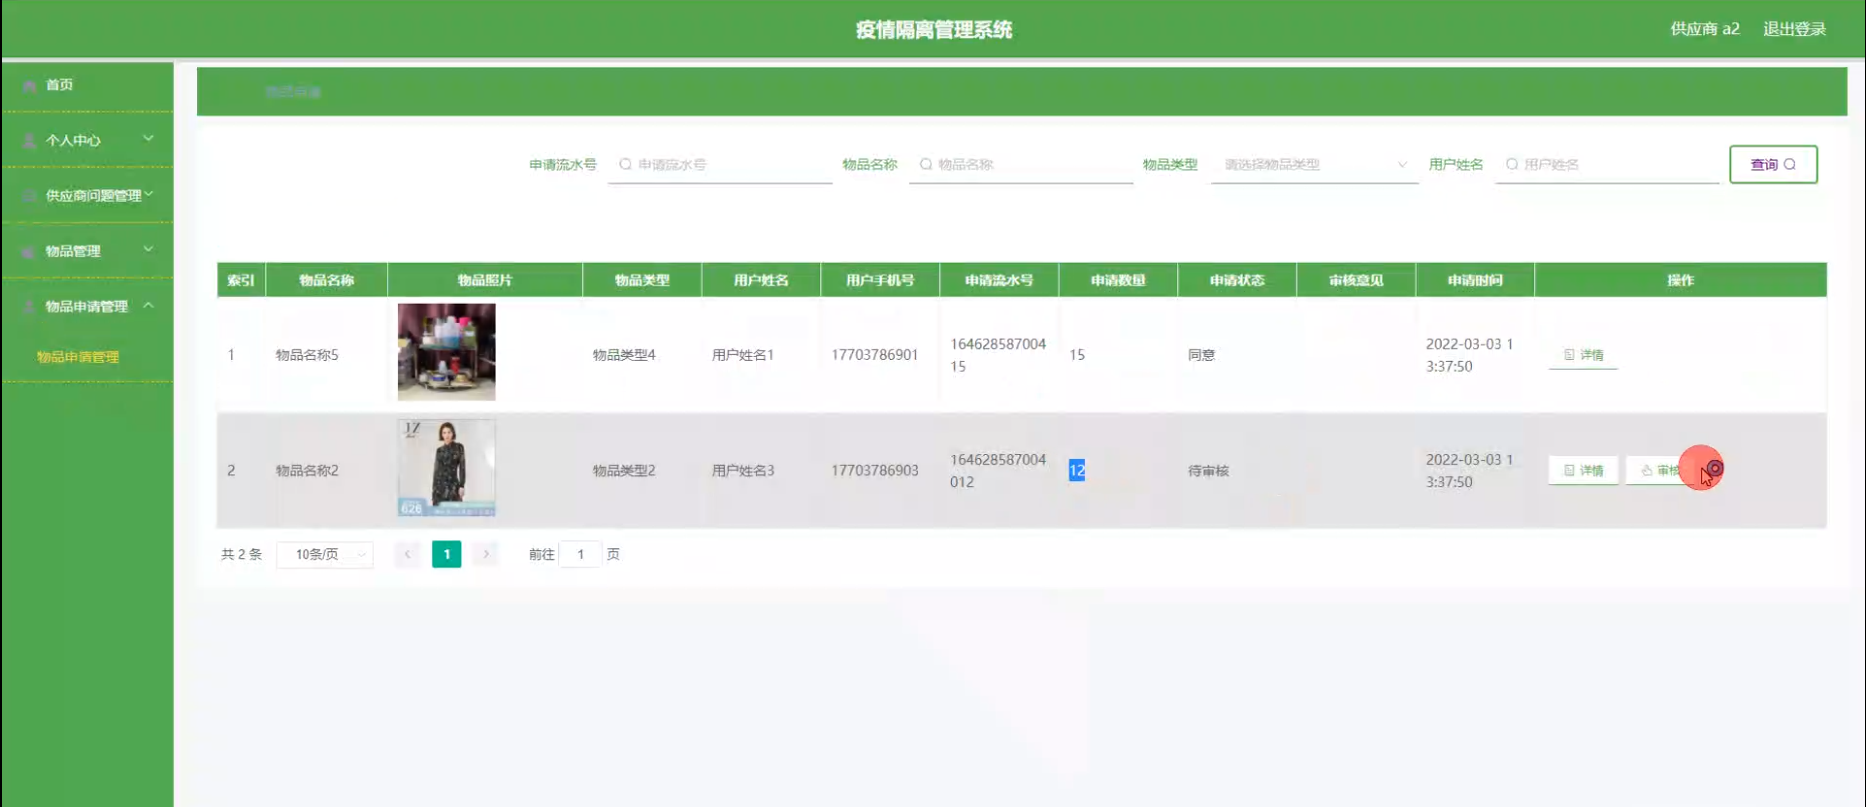 疫情隔离管理系统
供应商 a2 退出登录
首页
个人中心
供应商问题管理
物品管理
物品申请管理
物品申请管理
申请流水号 申请流水号 物品名称 物品名称 物品类型 请选择物品类型 用户姓名 用户姓名 查询
索引 物品名称 物品照片 物品类型 用户姓名 用户手机号 申请流水号 申请数量 申请状态 审核意见 申请时间 操作
1 物品名称5 物品类型4 用户姓名1 17703786901 164628587004 15 同意 2022-03-03 1 详情
15 3:37:50
JZ
626
2 物品名称2 物品类型2 用户姓名3 17703786903 164628587004 12 待审核 2022-03-03 1 详情 审核
012 3:37:50
共 2 条 10条/页 1 前往 1 页